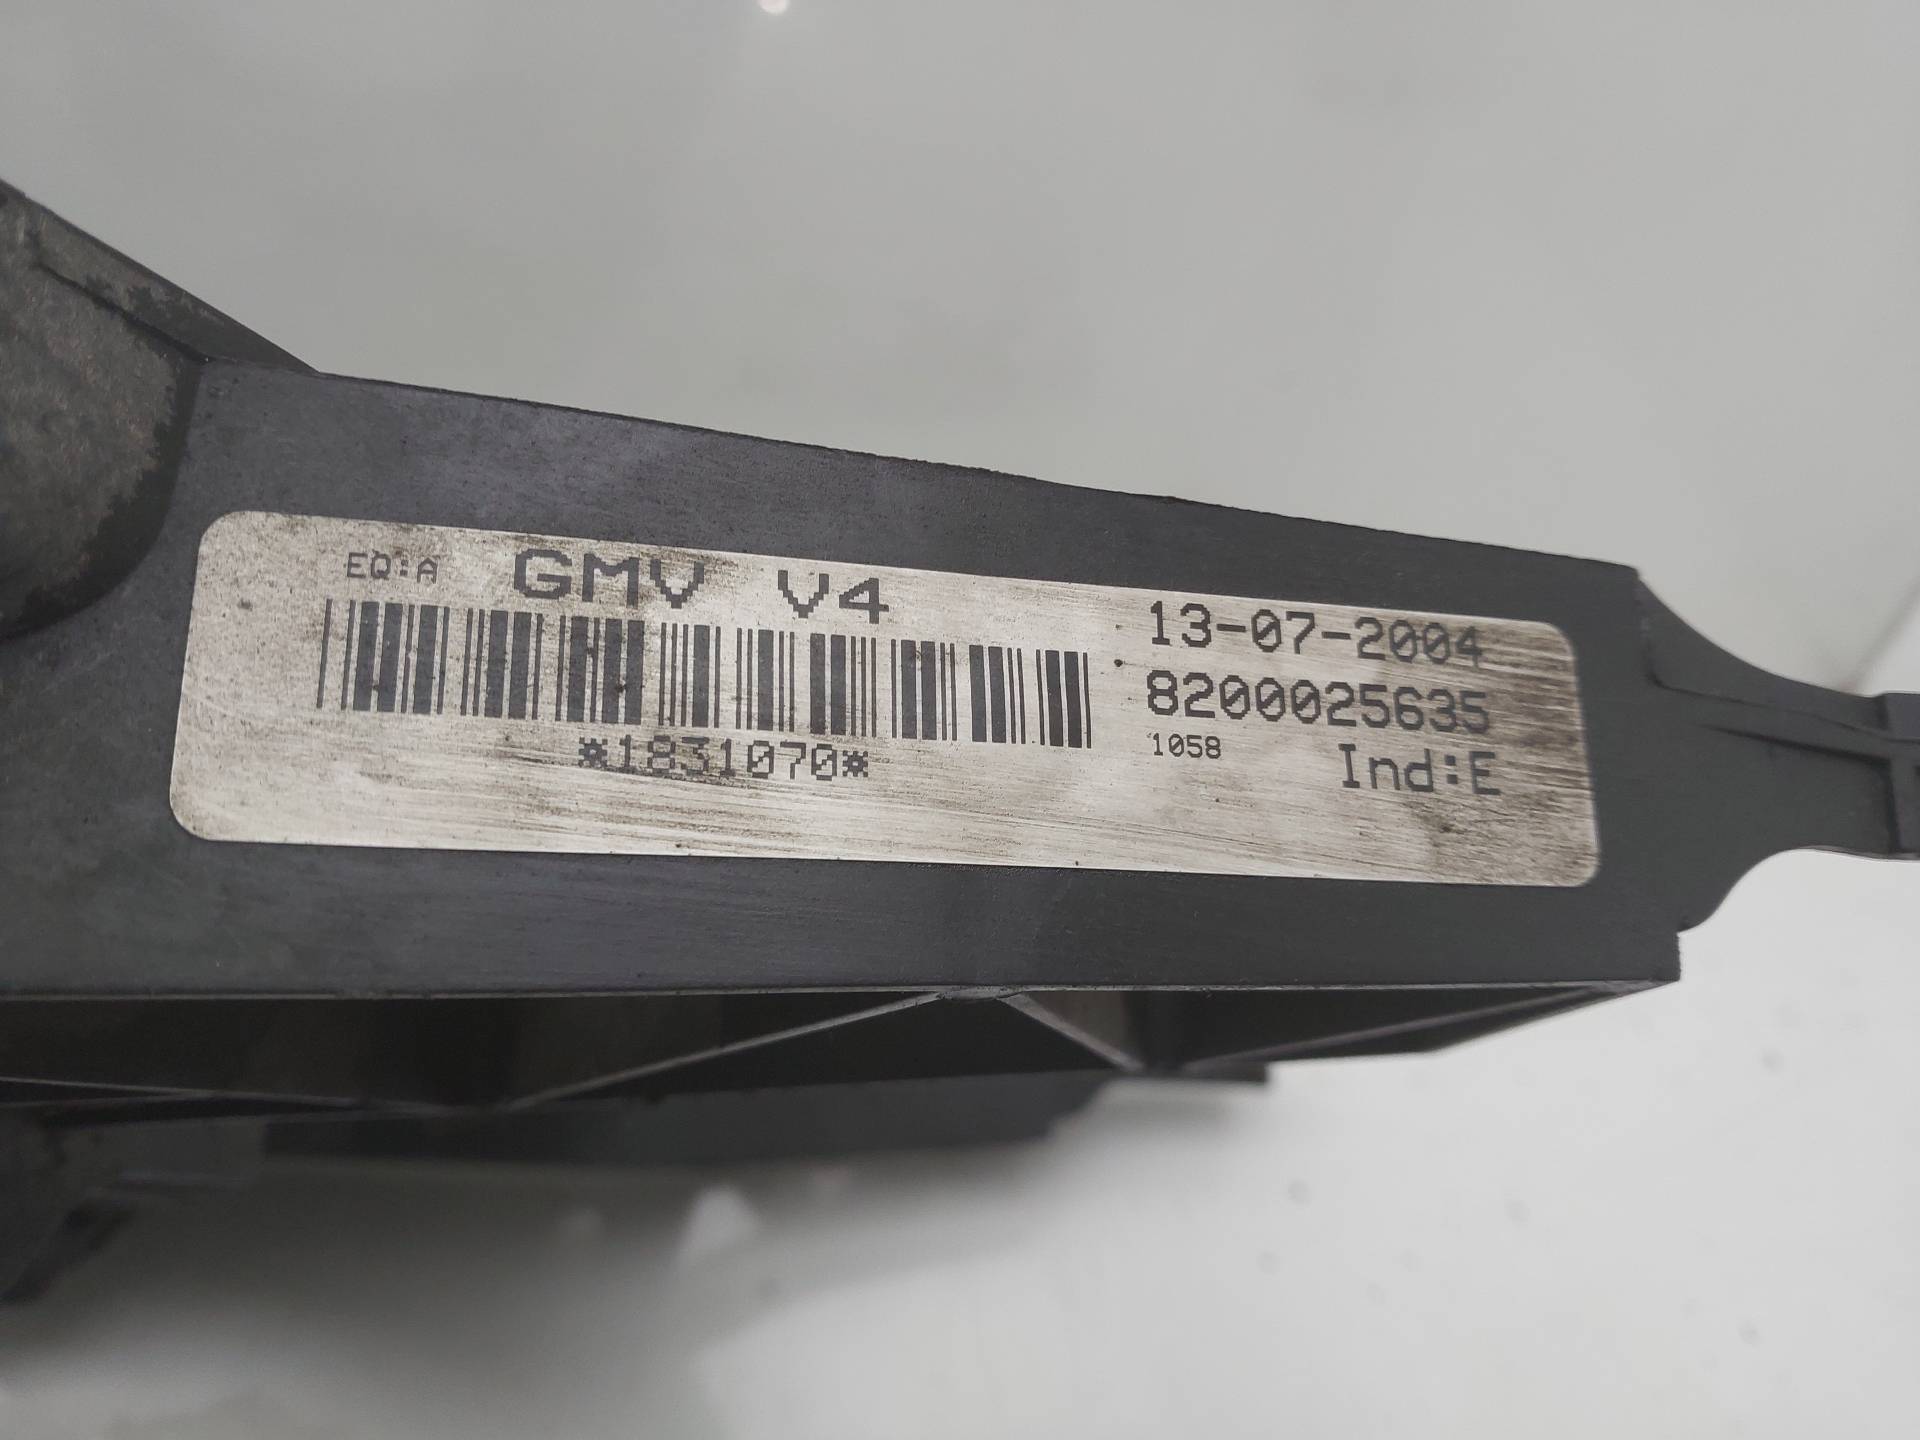 EQ:A GMV V4
*1831070*
13-07-2004
8200025635
1058 Ind:E